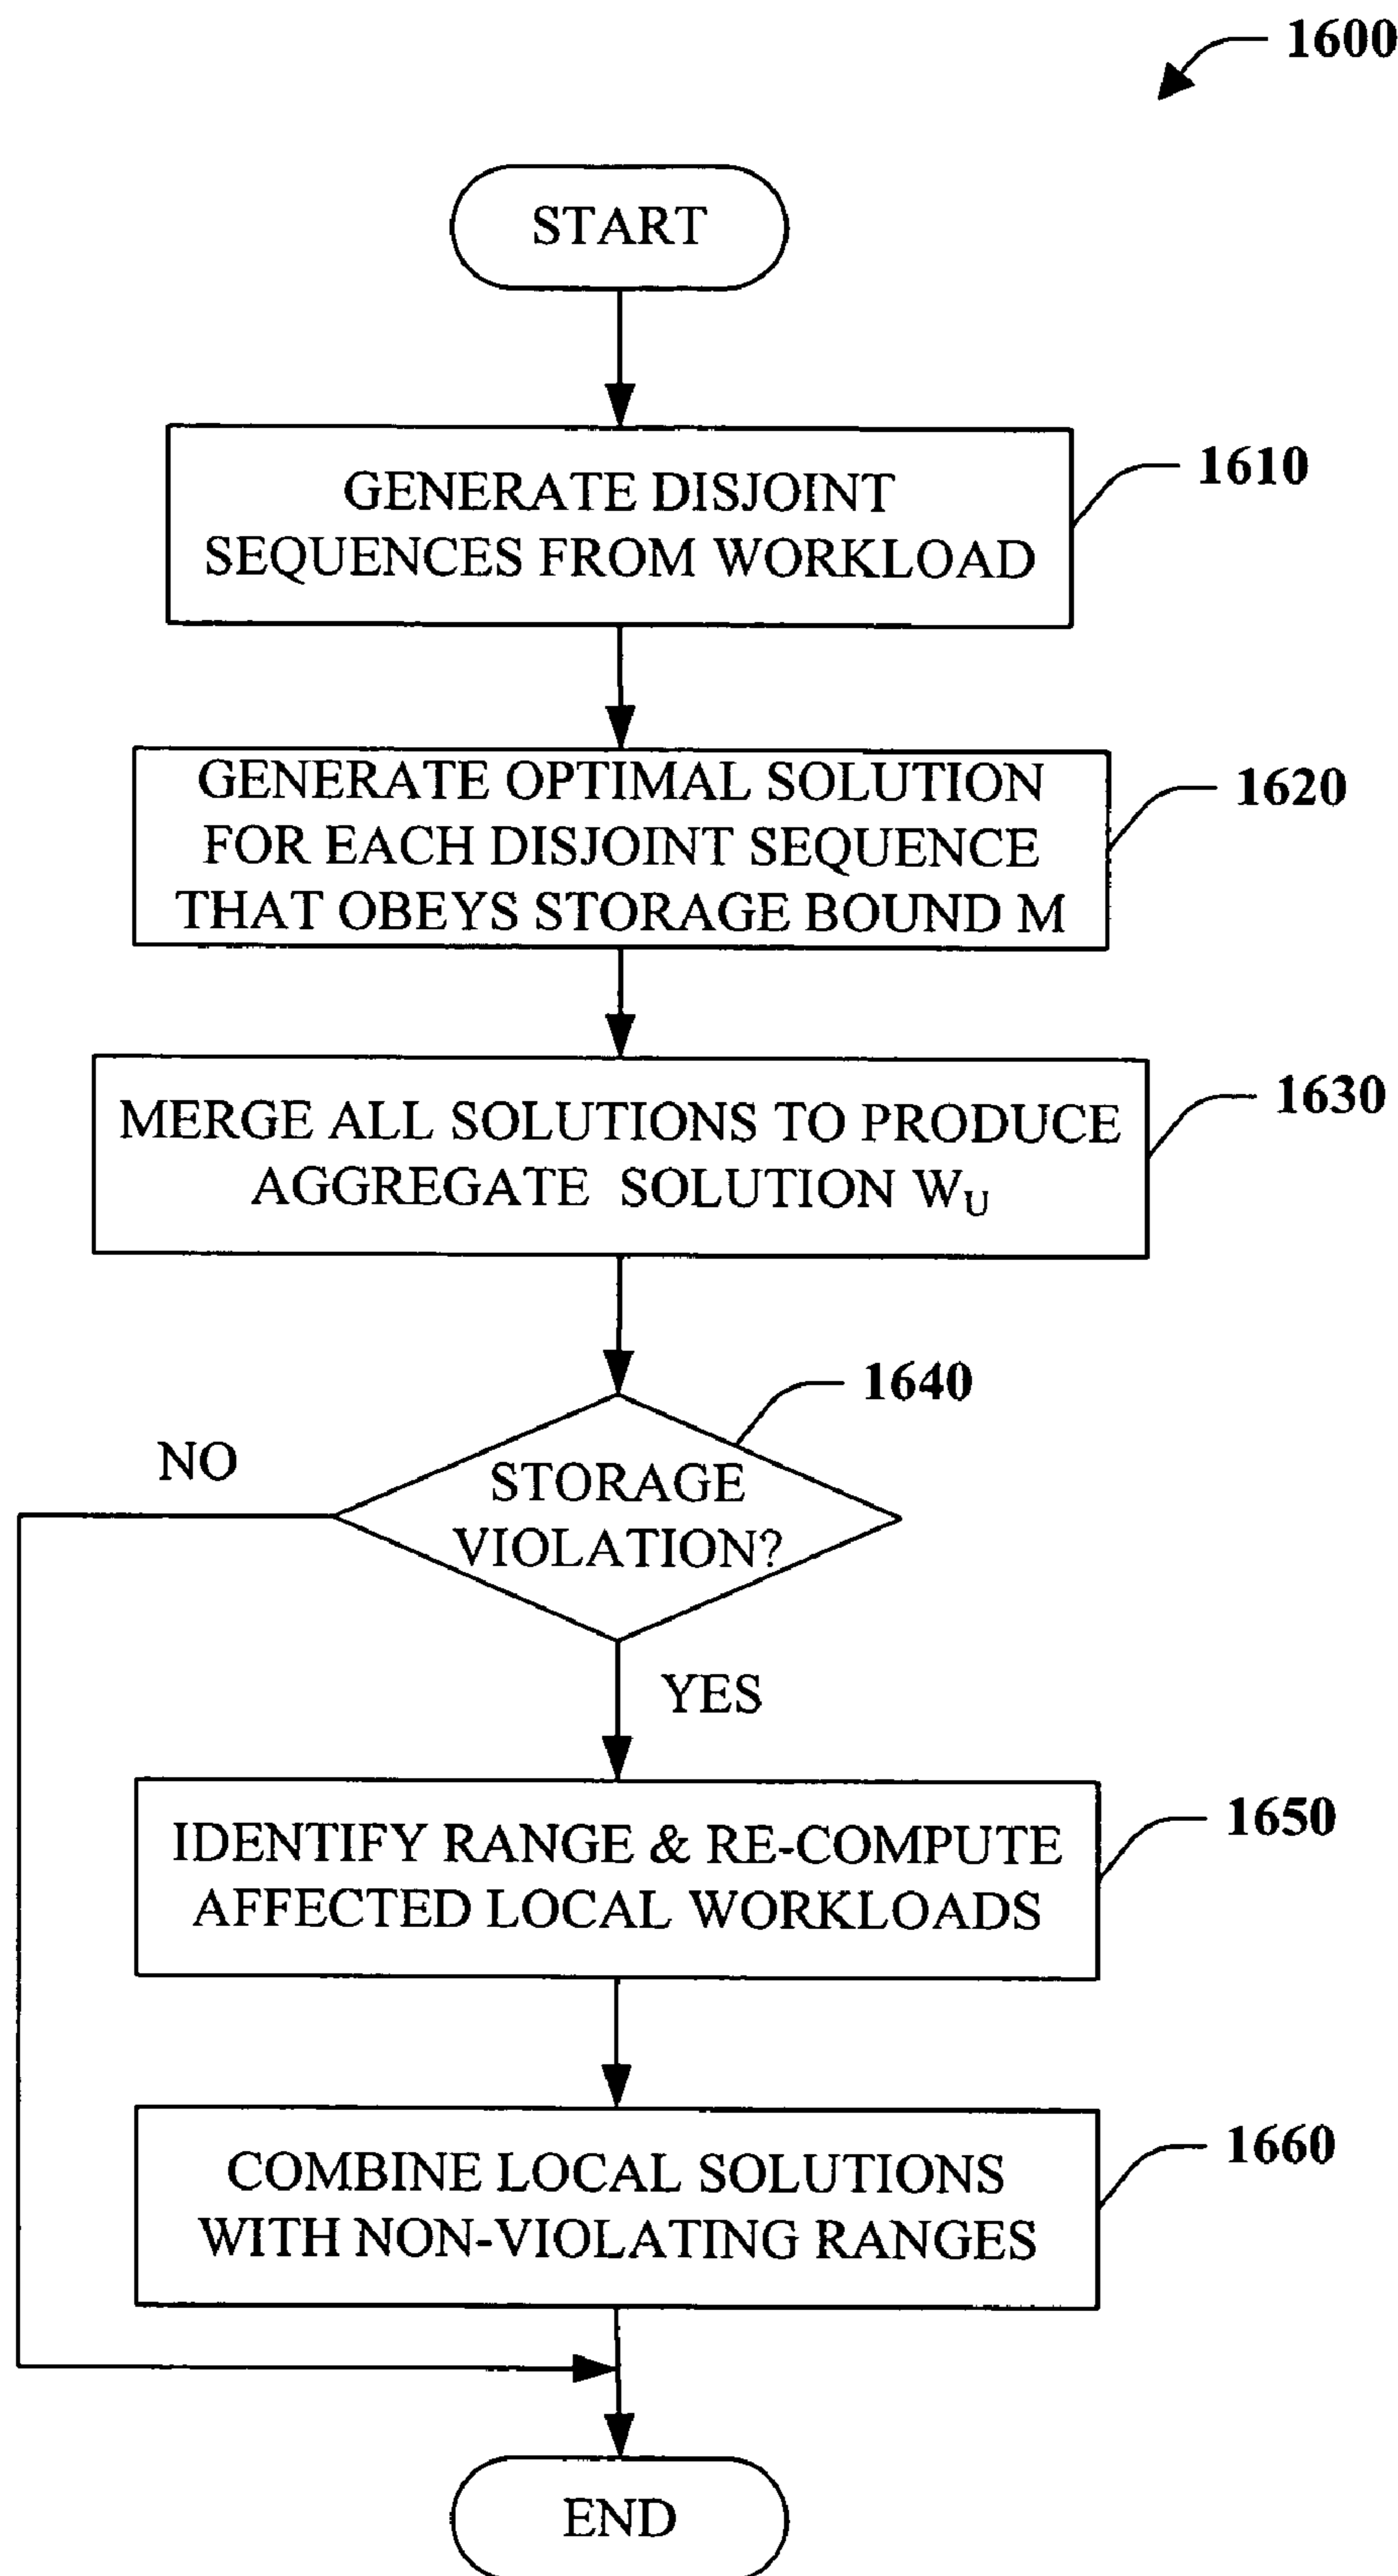 1600
START
GENERATE DISJOINT
SEQUENCES FROM WORKLOAD
1610
GENERATE OPTIMAL SOLUTION
FOR EACH DISJOINT SEQUENCE
THAT OBEYS STORAGE BOUND M
1620
MERGE ALL SOLUTIONS TO PRODUCE
AGGREGATE SOLUTION WU
1630
1640
NO
STORAGE
VIOLATION?
YES
IDENTIFY RANGE & RE-COMPUTE
AFFECTED LOCAL WORKLOADS
1650
COMBINE LOCAL SOLUTIONS
WITH NON-VIOLATING RANGES
1660
END